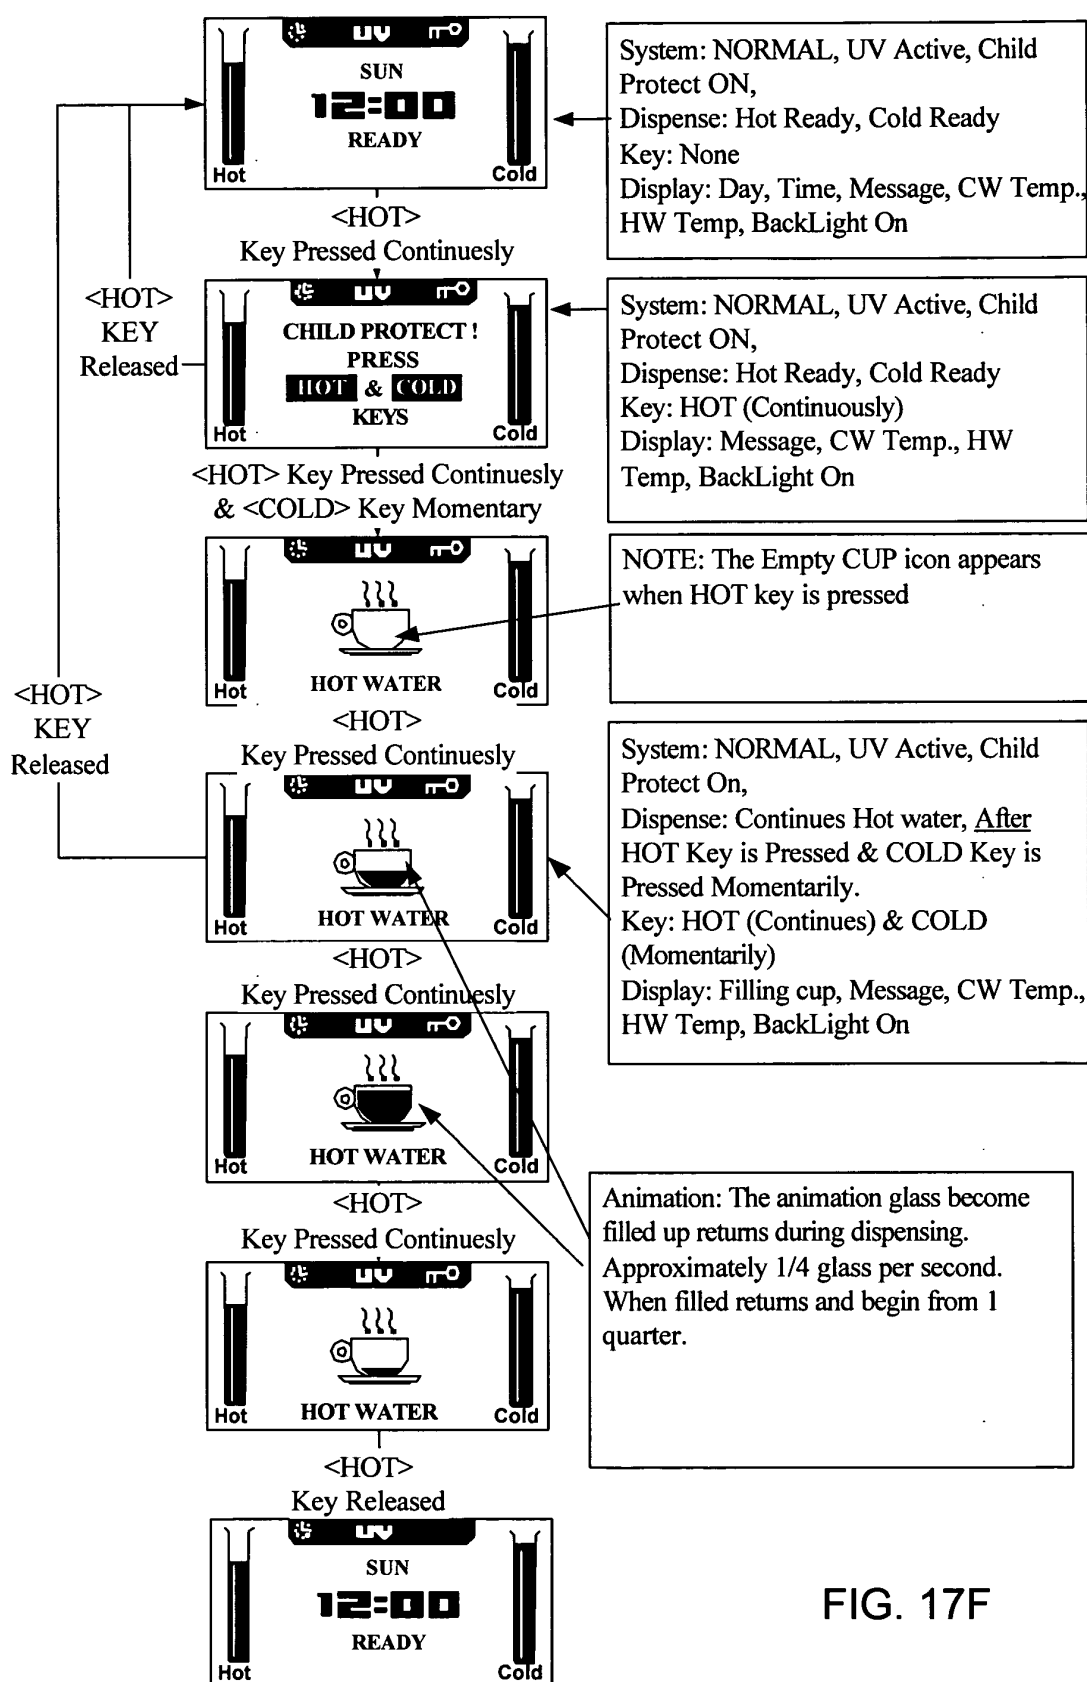 UV
SUN
12:00
READY
Hot
Cold
System: NORMAL, UV Active, Child
Protect ON,
Dispense: Hot Ready, Cold Ready
Key: None
Display: Day, Time, Message, CW Temp.,
HW Temp, BackLight On
<HOT>
Key Pressed Continuesly
<HOT>
KEY
Released
UV
CHILD PROTECT !
PRESS
HOT & COLD
KEYS
Hot
Cold
System: NORMAL, UV Active, Child
Protect ON,
Dispense: Hot Ready, Cold Ready
Key: HOT (Continuously)
Display: Message, CW Temp., HW
Temp, BackLight On
<HOT> Key Pressed Continuesly
& <COLD> Key Momentary
UV
HOT WATER
Hot
Cold
NOTE: The Empty CUP icon appears
when HOT key is pressed
<HOT>
KEY
Released
<HOT>
Key Pressed Continuesly
UV
HOT WATER
Hot
Cold
System: NORMAL, UV Active, Child
Protect On,
Dispense: Continues Hot water, After
HOT Key is Pressed & COLD Key is
Pressed Momentarily.
Key: HOT (Continues) & COLD
(Momentarily)
Display: Filling cup, Message, CW Temp.,
HW Temp, BackLight On
<HOT>
Key Pressed Continuesly
UV
HOT WATER
Hot
Cold
Animation: The animation glass become
filled up returns during dispensing.
Approximately 1/4 glass per second.
When filled returns and begin from 1
quarter.
<HOT>
Key Pressed Continuesly
UV
HOT WATER
Hot
Cold
<HOT>
Key Released
UV
SUN
12:00
READY
Hot
Cold
FIG. 17F